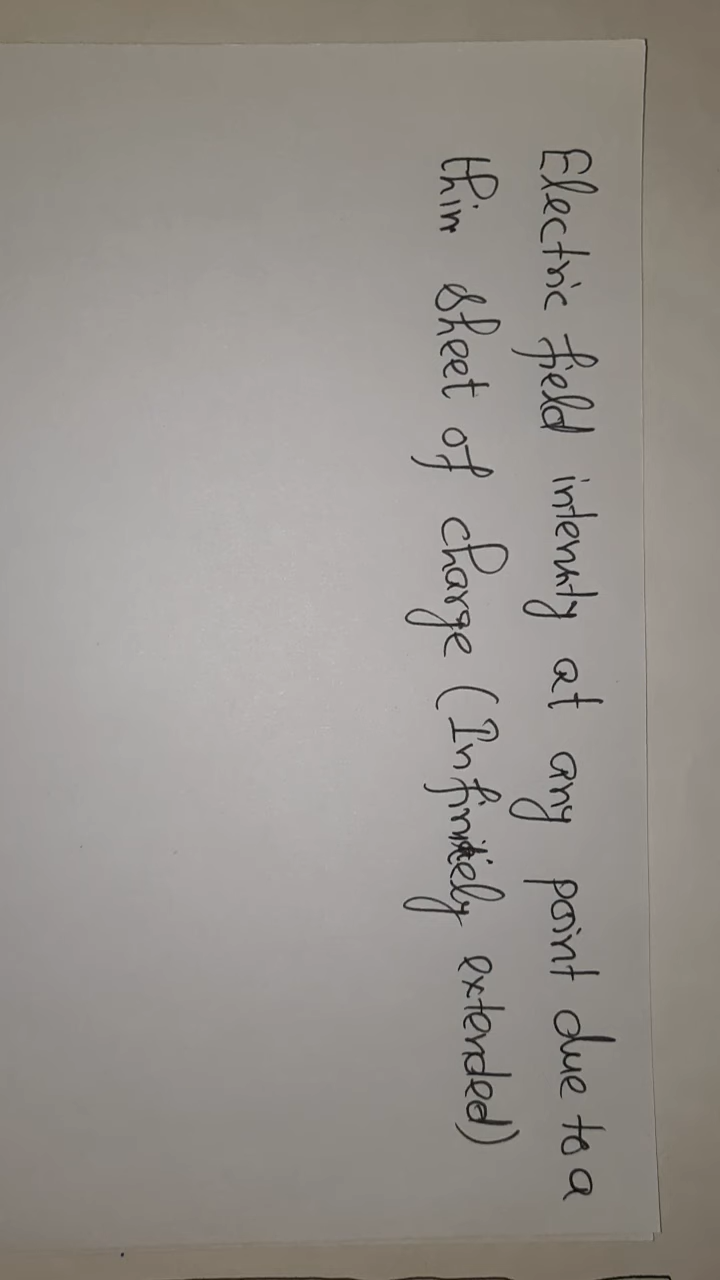 Electric field intensity at any point due to a
thin sheet of charge (Infinitely extended)